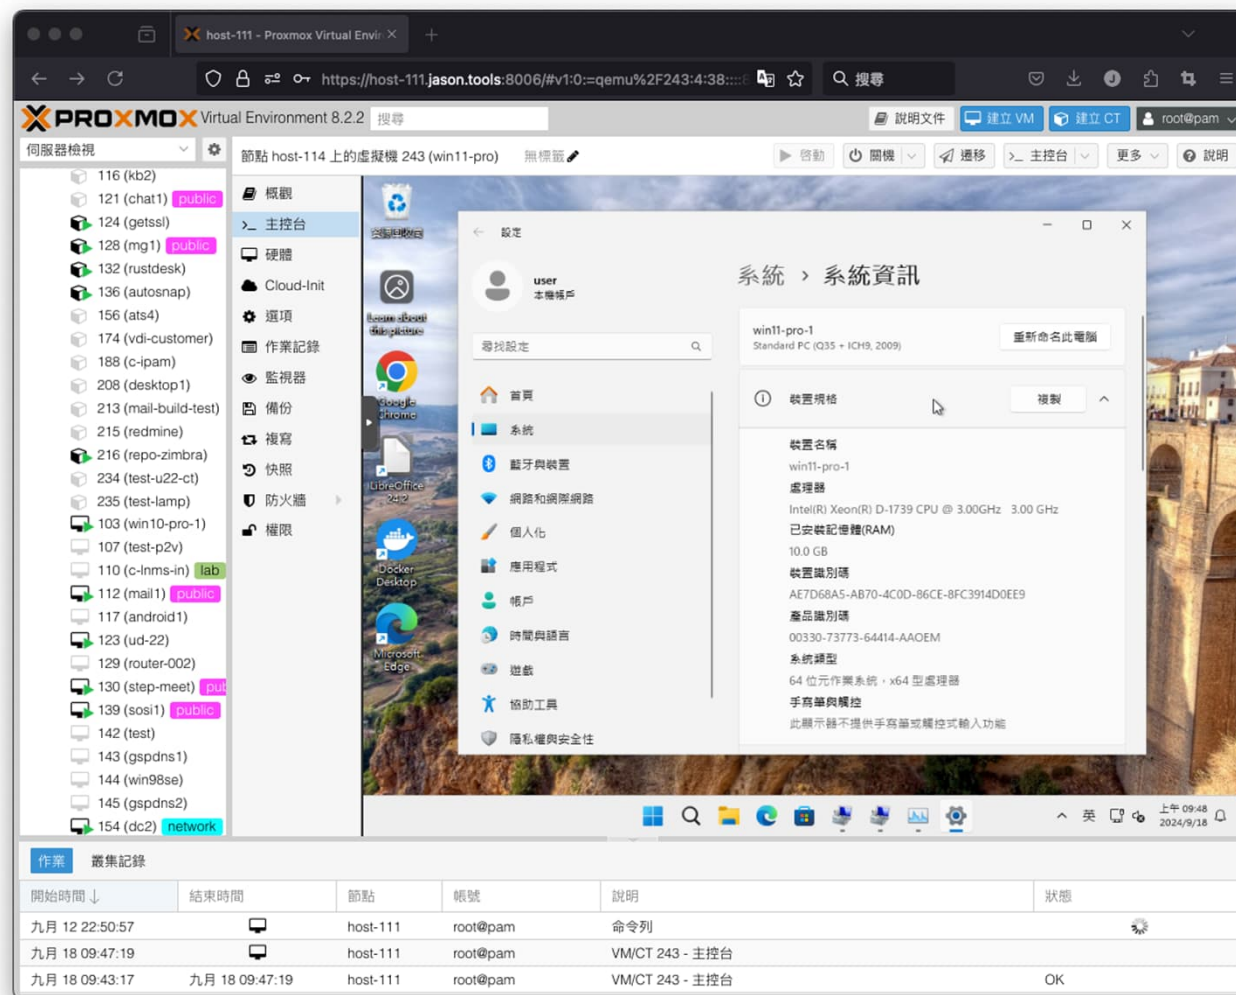 host-111 - Proxmox Virtual Envir
https://host-111.jason.tools:8006/#v1:0:=qemu%2F243:4:38::::8
搜尋
PROXMOX Virtual Environment 8.2.2
搜尋
說明文件
建立 VM
建立 CT
root@pam
伺服器檢視
節點 host-114 上的虛擬機 243 (win11-pro)
無標籤
啓動
關機
遷移
>_ 主控台
更多
說明
116 (kb2)
121 (chat1) public
124 (getssl)
128 (mg1) public
132 (rustdesk)
136 (autosnap)
156 (ats4)
174 (vdi-customer)
188 (c-ipam)
208 (desktop1)
213 (mail-build-test)
215 (redmine)
216 (repo-zimbra)
234 (test-u22-ct)
235 (test-lamp)
103 (win10-pro-1)
107 (test-p2v)
110 (c-lnms-in) lab
112 (mail1) public
117 (android1)
123 (ud-22)
129 (router-002)
130 (step-meet) pub
139 (sosi1) public
142 (test)
143 (gspdns1)
144 (win98se)
145 (gspdns2)
154 (dc2) network
概觀
>_ 主控台
硬體
Cloud-Init
選項
作業記錄
監視器
備份
複寫
快照
防火牆
權限
資源回收筒
Learn about
this picture
Google
Chrome
LibreOffice
24.2
Docker
Desktop
Microsoft
Edge
設定
user
本機帳戶
尋找設定
首頁
系統
藍牙與裝置
網路和網際網路
個人化
應用程式
帳戶
時間與語言
遊戲
協助工具
隱私權與安全性
系統 › 系統資訊
win11-pro-1
Standard PC (Q35 + ICH9, 2009)
重新命名此電腦
裝置規格
複製
裝置名稱
win11-pro-1
處理器
Intel(R) Xeon(R) D-1739 CPU @ 3.00GHz 3.00 GHz
已安裝記憶體(RAM)
10.0 GB
裝置識別碼
AE7D68A5-AB70-4C0D-86CE-8FC3914D0EE9
產品識別碼
00330-73773-64414-AAOEM
系統類型
64 位元作業系統，x64 型處理器
手寫筆與觸控
此顯示器不提供手寫筆或觸控式輸入功能
英
上午 09:48
2024/9/18
作業
叢集記錄
開始時間 ↓ 結束時間 節點 帳號 說明 狀態
九月 12 22:50:57 host-111 root@pam 命令列
九月 18 09:47:19 host-111 root@pam VM/CT 243 - 主控台
九月 18 09:43:17 九月 18 09:47:19 host-111 root@pam VM/CT 243 - 主控台 OK